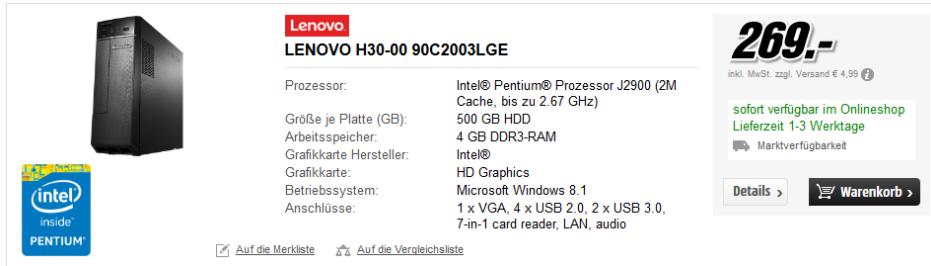 Lenovo
LENOVO H30-00 90C2003LGE
Prozessor: Intel® Pentium® Prozessor J2900 (2M
Cache, bis zu 2.67 GHz)
Größe je Platte (GB): 500 GB HDD
Arbeitsspeicher: 4 GB DDR3-RAM
Grafikkarte Hersteller: Intel®
Grafikkarte: HD Graphics
Betriebssystem: Microsoft Windows 8.1
Anschlüsse: 1 x VGA, 4 x USB 2.0, 2 x USB 3.0,
7-in-1 card reader, LAN, audio
Auf die Merkliste Auf die Vergleichsliste
intel
inside™
PENTIUM®
269.-
inkl. MwSt. zzgl. Versand € 4,99 i
sofort verfügbar im Onlineshop
Lieferzeit 1-3 Werktage
Marktverfügbarkeit
Details › Warenkorb ›